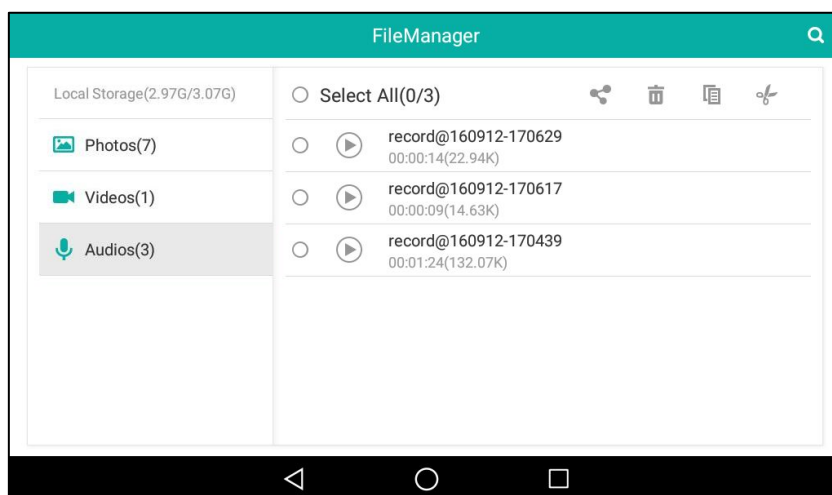 FileManager
Local Storage(2.97G/3.07G)
Photos(7)
Videos(1)
Audios(3)
Select All(0/3)
record@160912-170629
00:00:14(22.94K)
record@160912-170617
00:00:09(14.63K)
record@160912-170439
00:01:24(132.07K)